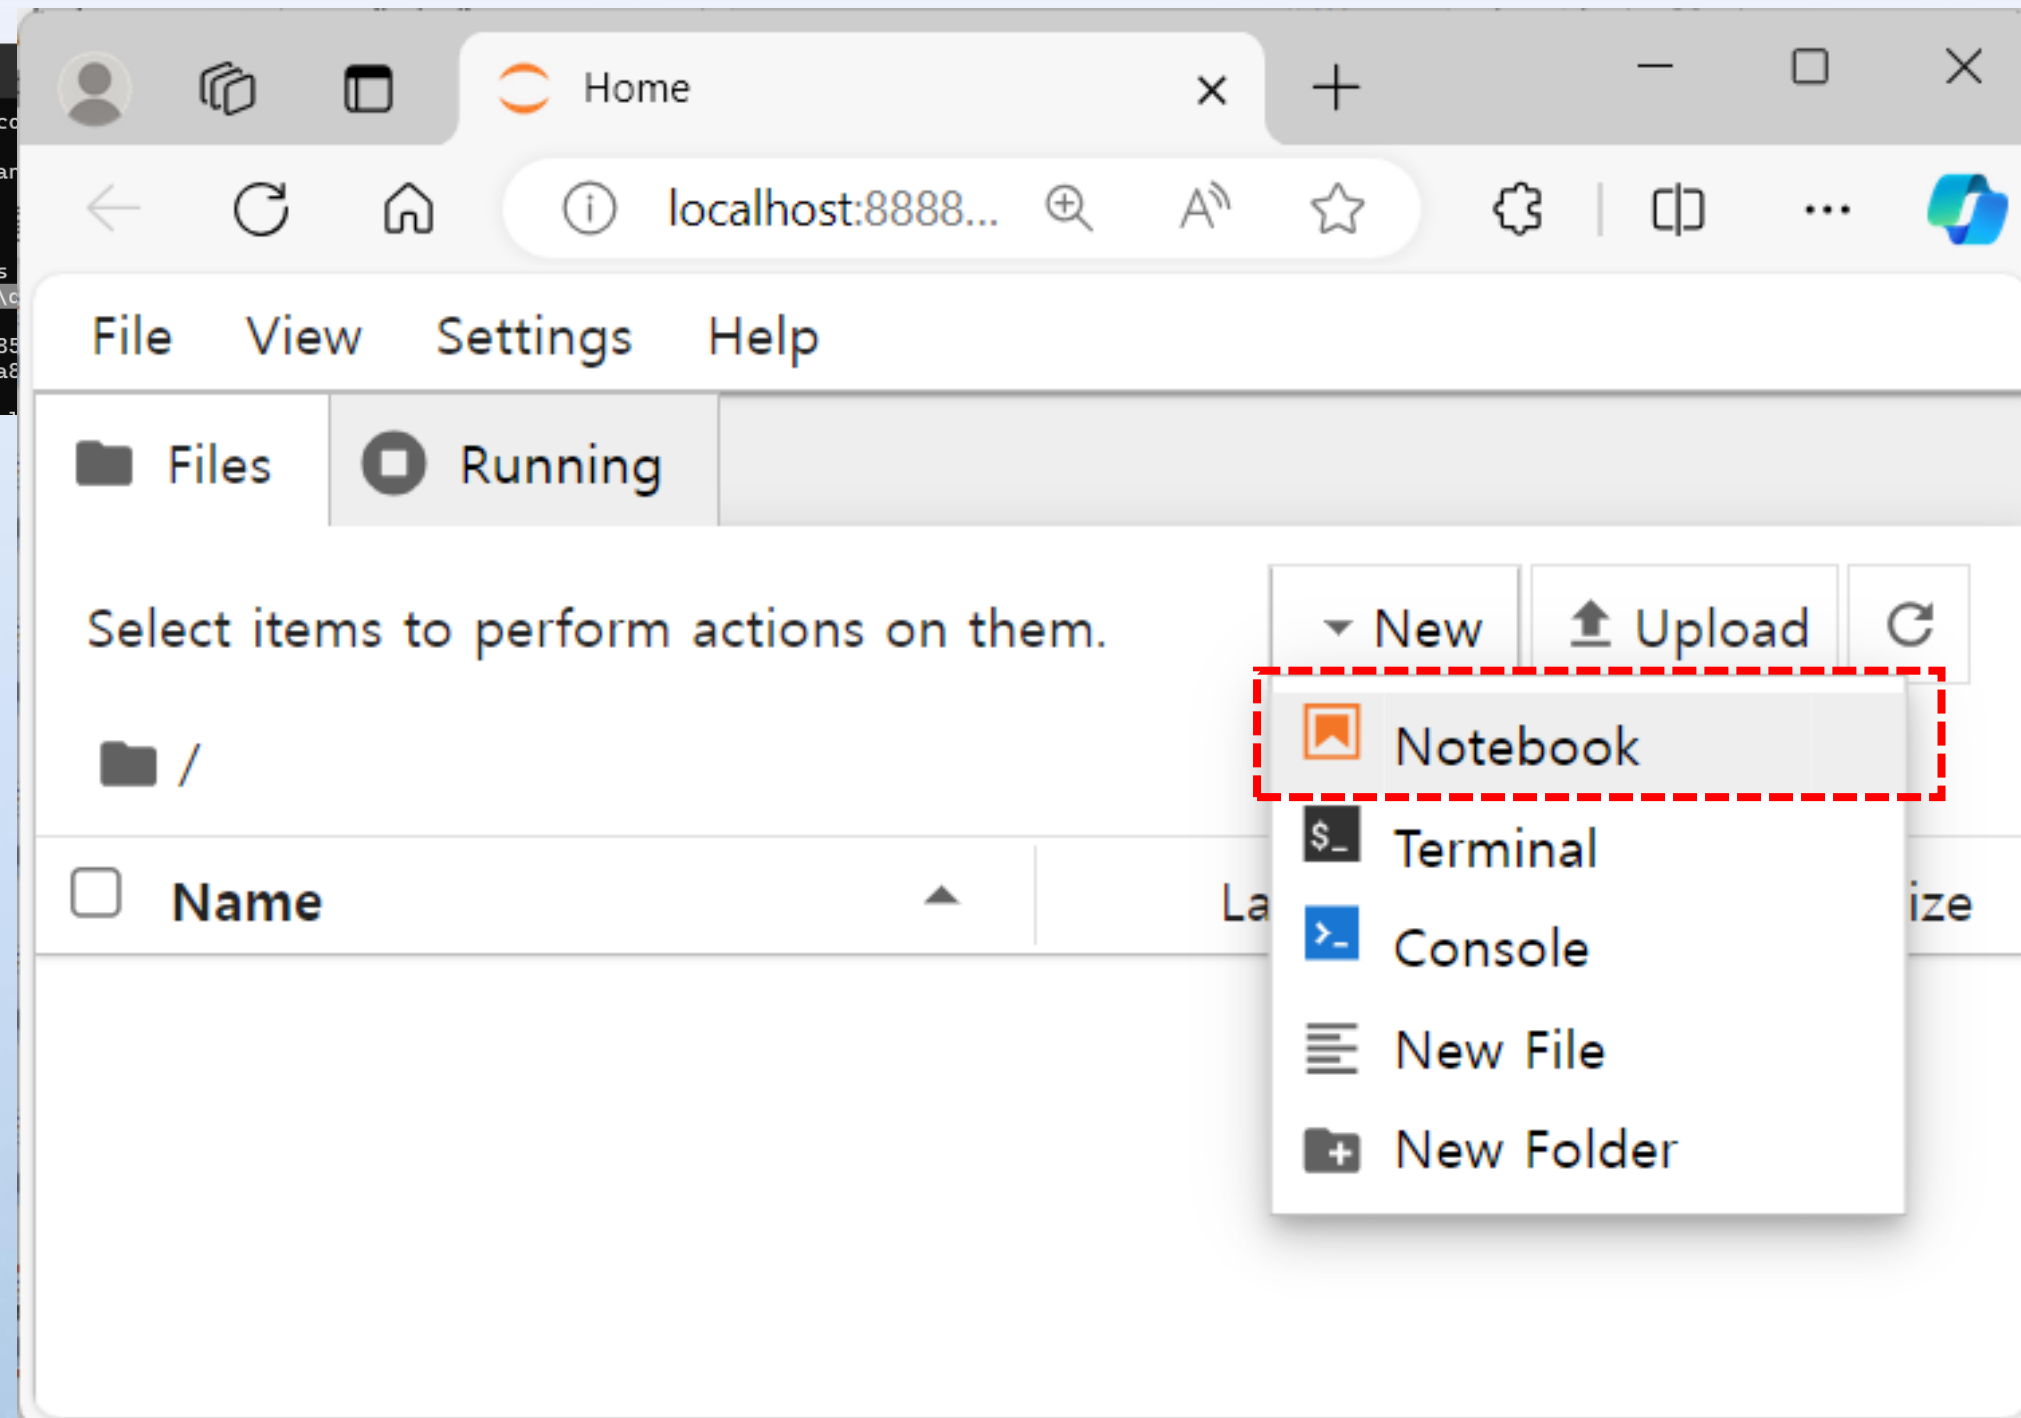 Home
localhost:8888...
File View Settings Help
Files Running
Select items to perform actions on them.
New Upload
/
Notebook
Terminal
Name La ize
Console
New File
New Folder